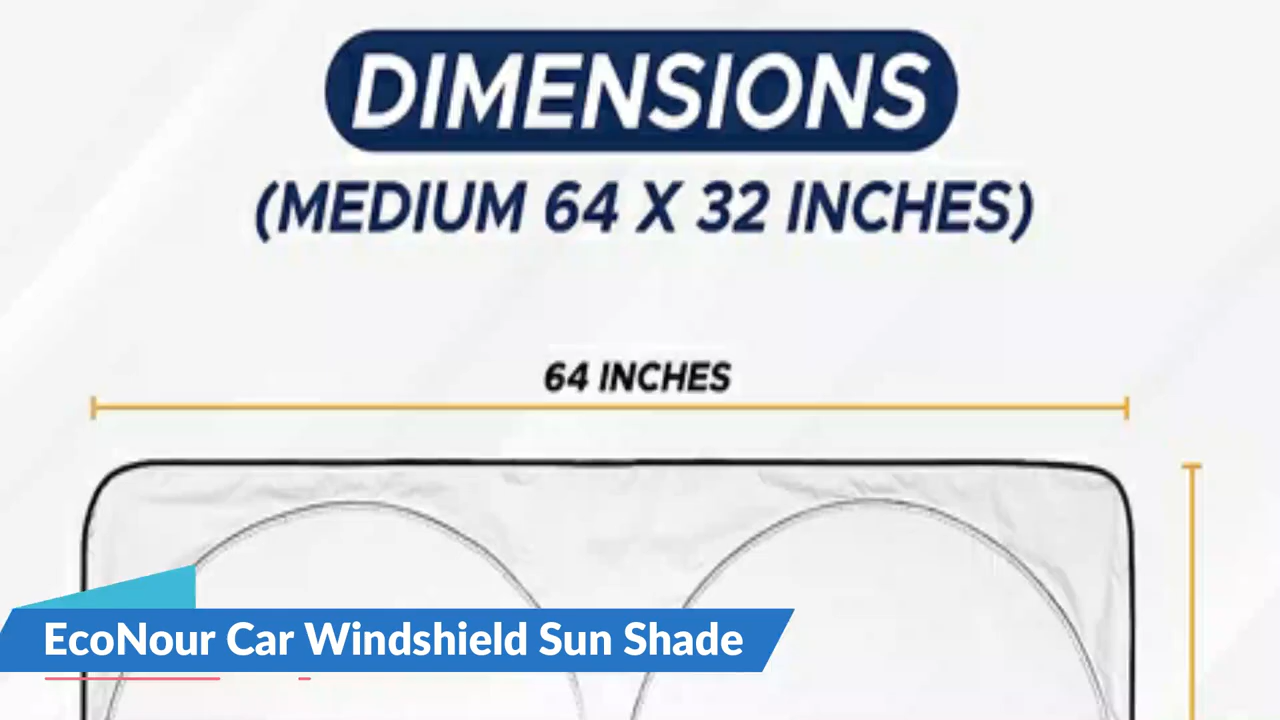 DIMENSIONS
(MEDIUM 64 X 32 INCHES)
64 INCHES
EcoNour Car Windshield Sun Shade